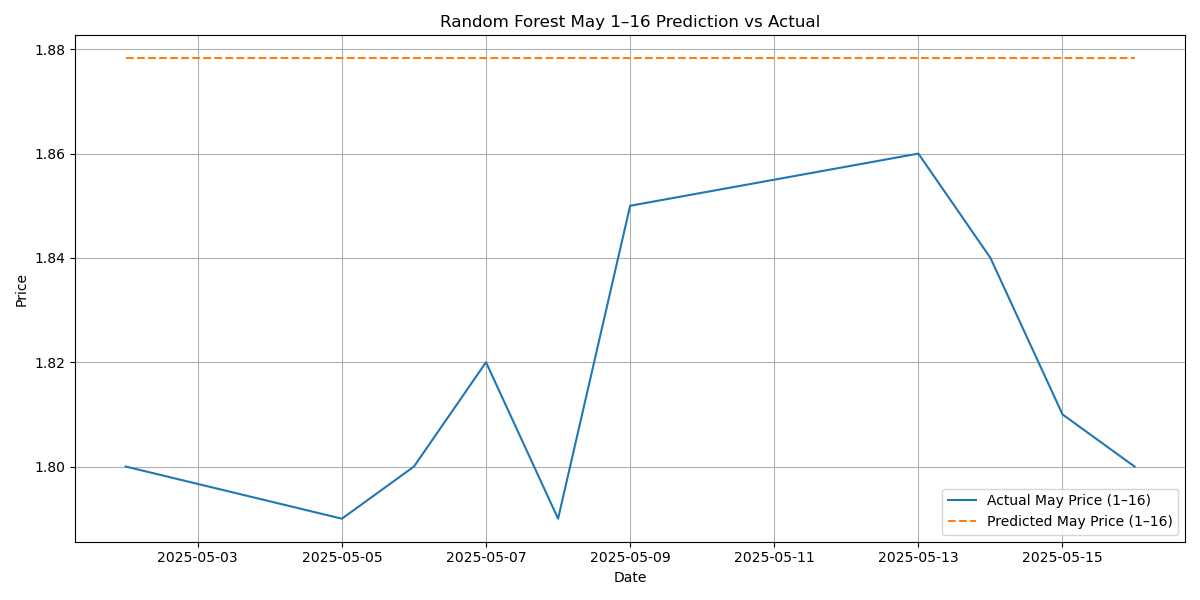 Random Forest May 1–16 Prediction vs Actual
1.88
1.86
1.84
1.82
1.80
Price
2025-05-03 2025-05-05 2025-05-07 2025-05-09 2025-05-11 2025-05-13 2025-05-15
Date
Actual May Price (1–16)
Predicted May Price (1–16)